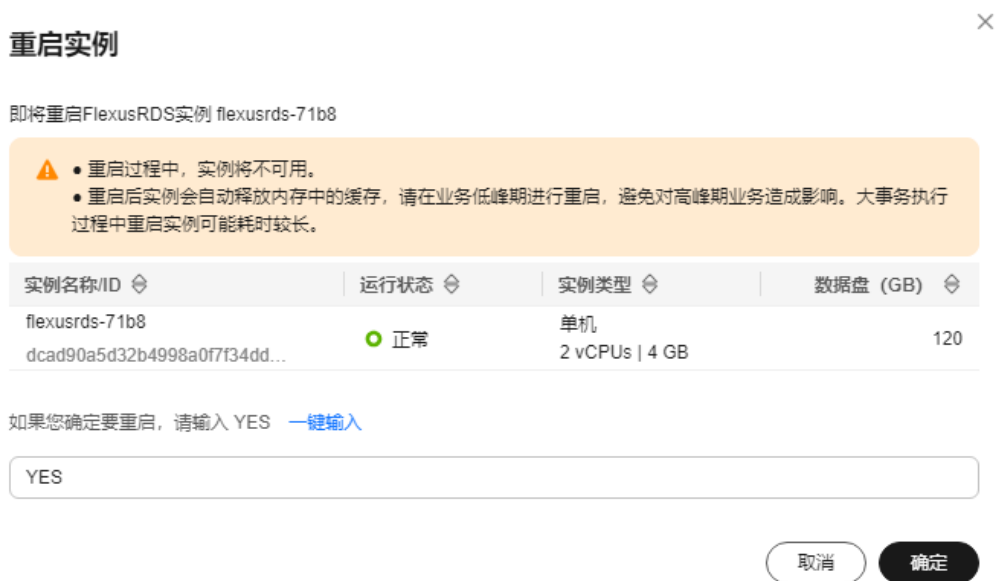 重启实例
即将重启FlexusRDS实例 flexusrds-71b8
• 重启过程中，实例将不可用。
• 重启后实例会自动释放内存中的缓存，请在业务低峰期进行重启，避免对高峰期业务造成影响。大事务执行
过程中重启实例可能耗时较长。
实例名称/ID 运行状态 实例类型 数据盘 (GB)
flexusrds-71b8
dcad90a5d32b4998a0f7f34dd...
正常
单机
2 vCPUs | 4 GB
120
如果您确定要重启，请输入 YES 一键输入
YES
取消 确定